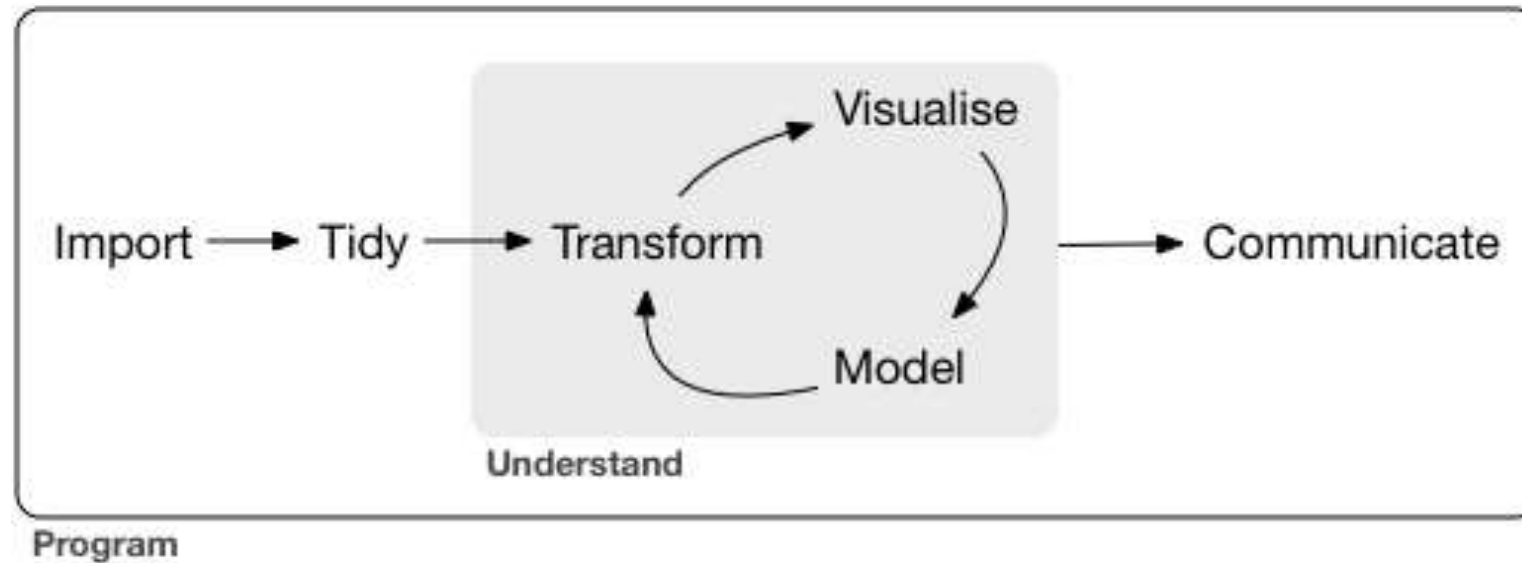 Visualise
Import
Tidy
Transform
Communicate
Model
Understand
Program